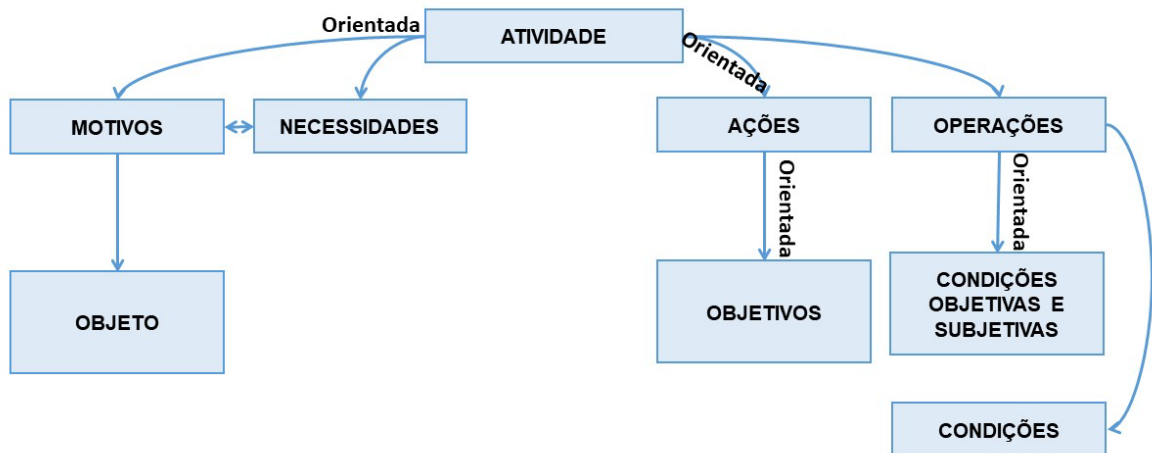 Orientada
ATIVIDADE
Orientada
MOTIVOS
NECESSIDADES
AÇÕES
OPERAÇÕES
Orientada
Orientada
OBJETO
OBJETIVOS
CONDIÇÕES
OBJETIVAS E
SUBJETIVAS
CONDIÇÕES